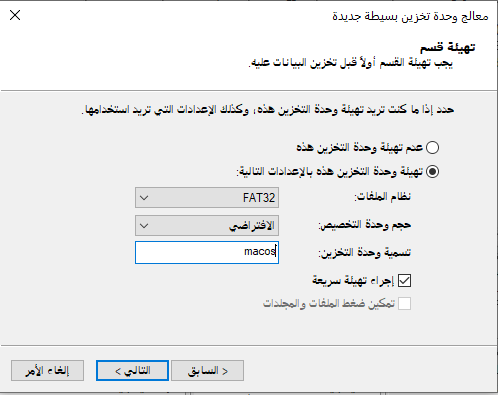 معالج وحدة تخزين بسيطة جديدة
تهيئة قسم
يجب تهيئة القسم أولاً قبل تخزين البيانات عليه.
حدد إذا ما كنت تريد تهيئة وحدة التخزين هذه، وكذلك الإعدادات التي تريد استخدامها.
عدم تهيئة وحدة التخزين هذه
تهيئة وحدة التخزين هذه بالإعدادات التالية:
نظام الملفات:
FAT32
حجم وحدة التخصيص:
الافتراضي
تسمية وحدة التخزين:
macos
إجراء تهيئة سريعة
تمكين ضغط الملفات والمجلدات
< السابق
التالي >
إلغاء الأمر